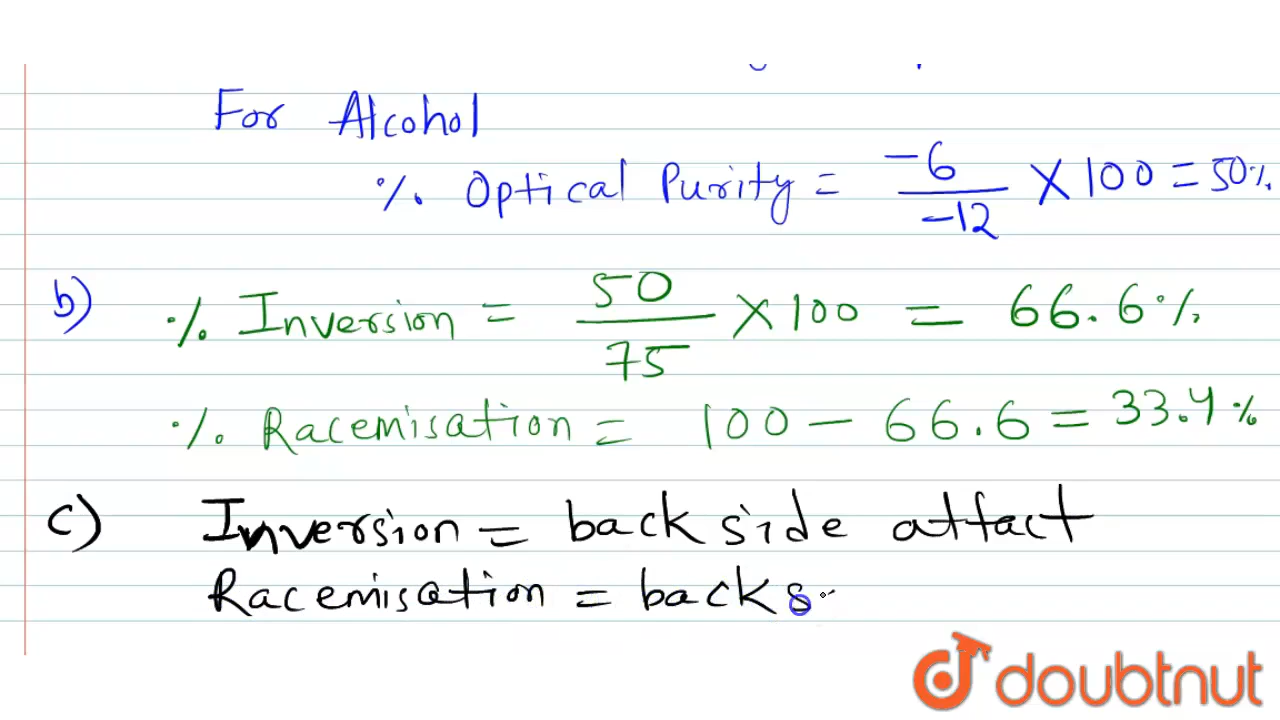 For Alcohol
% Optical Purity = -6/-12 × 100 = 50%
b) % Inversion = 50/75 × 100 = 66.6%
% Racemisation = 100 - 66.6 = 33.4%
c) Inversion = back side attact
Racemisation = back s
doubtnut